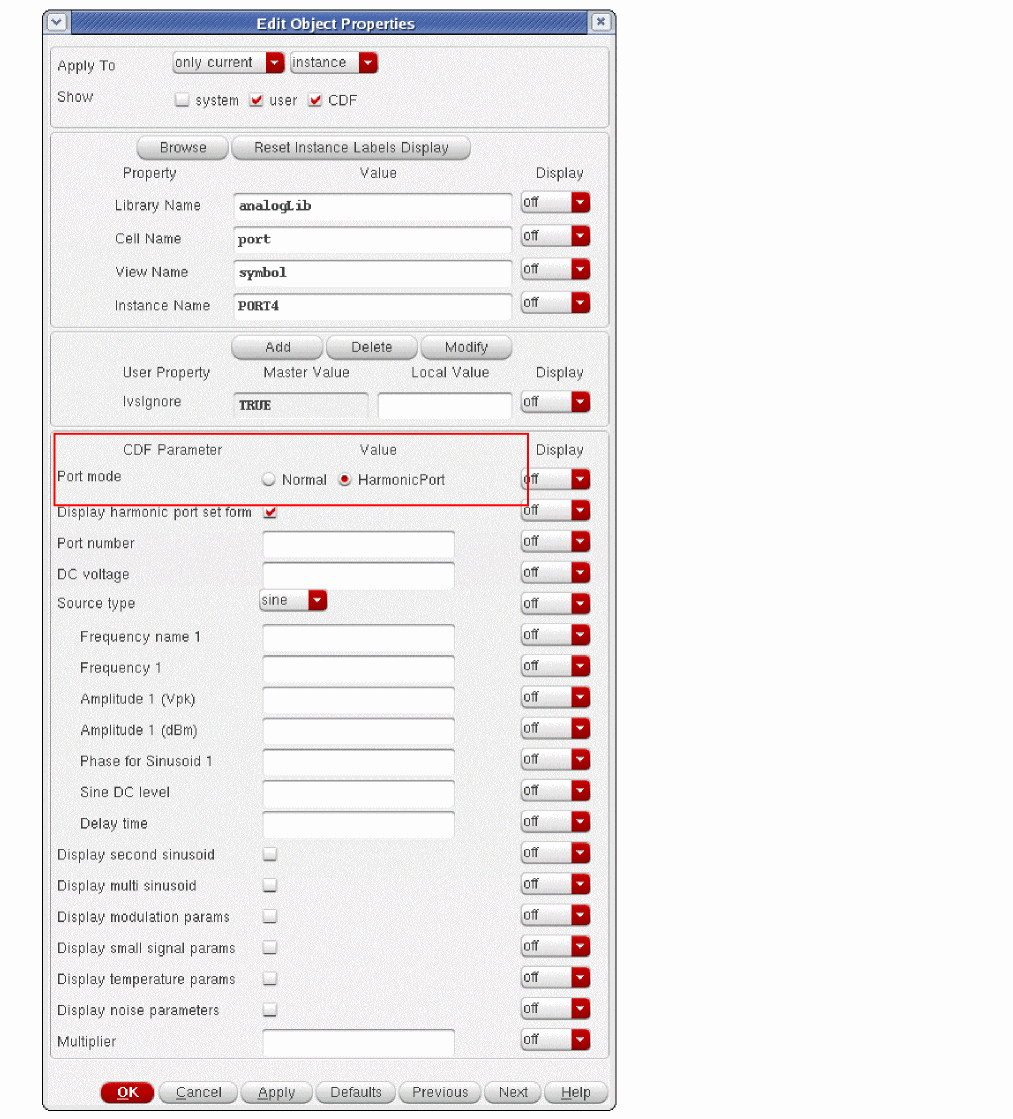 Edit Object Properties
Apply To only current instance
Show system user CDF
Browse Reset Instance Labels Display
Property Value Display
Library Name analogLib off
Cell Name port off
View Name symbol off
Instance Name PORT4 off
Add Delete Modify
User Property Master Value Local Value Display
lvsIgnore TRUE off
CDF Parameter Value Display
Port mode Normal HarmonicPort off
Display harmonic port set form off
Port number off
DC voltage off
Source type sine off
Frequency name 1 off
Frequency 1 off
Amplitude 1 (Vpk) off
Amplitude 1 (dBm) off
Phase for Sinusoid 1 off
Sine DC level off
Delay time off
Display second sinusoid off
Display multi sinusoid off
Display modulation params off
Display small signal params off
Display temperature params off
Display noise parameters off
Multiplier off
OK Cancel Apply Defaults Previous Next Help